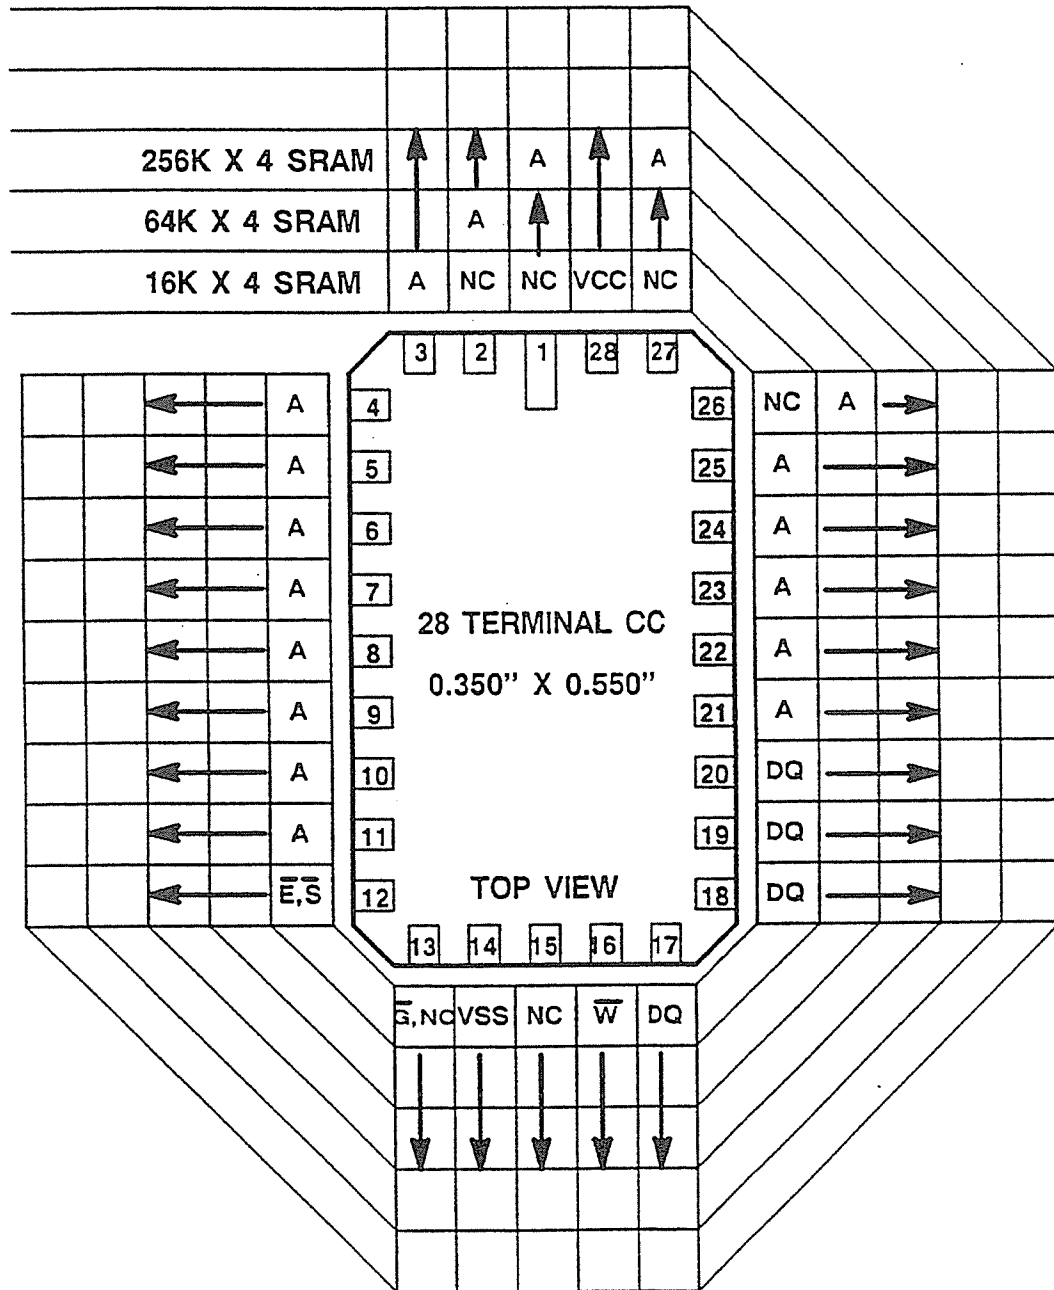 256K X 4 SRAM A A
64K X 4 SRAM A
16K X 4 SRAM A NC NC VCC NC
3 2 1 28 27
A 4 26 NC A
A 5 25 A
A 6 24 A
A 7 23 A
28 TERMINAL CC
A 8 22 A
0.350" X 0.550"
A 9 21 A
A 10 20 DQ
A 11 19 DQ
E̅,S̅ 12 TOP VIEW 18 DQ
13 14 15 16 17
G̅,NC VSS NC W̅ DQ